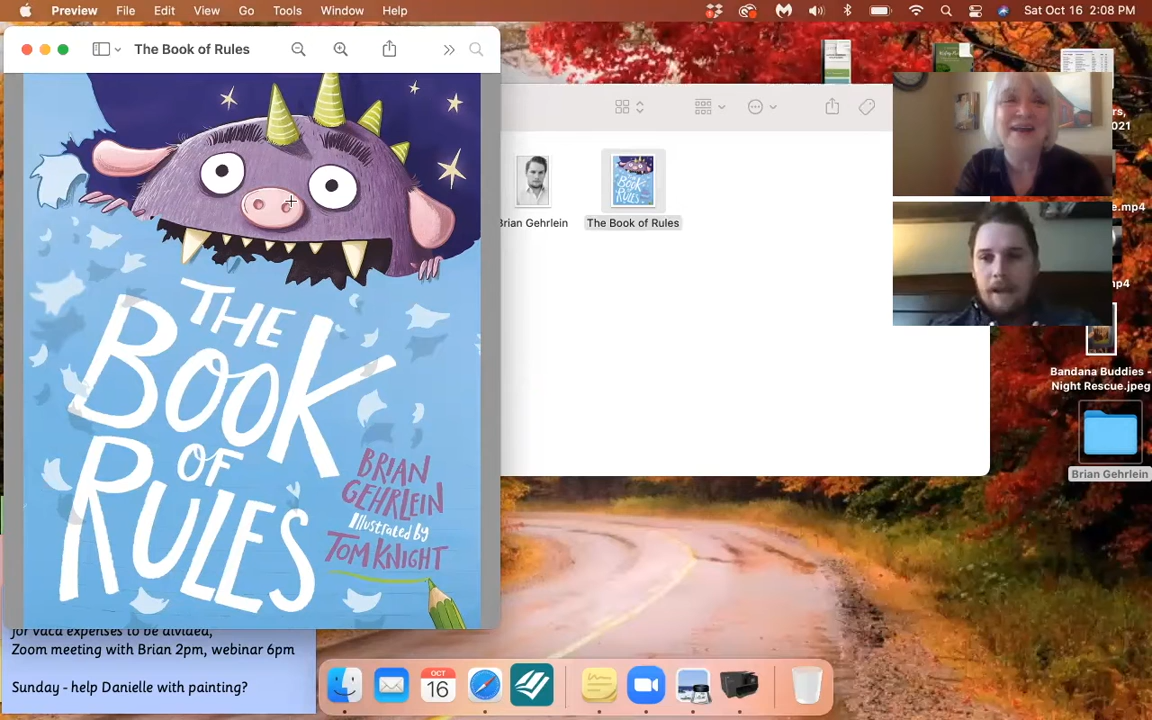 Preview File Edit View Go Tools Window Help Sat Oct 16 2:08 PM
The Book of Rules
THE
BOOK
OF
RULES
BRIAN
GEHRLEIN
Illustrated by
TOM KNIGHT
Brian Gehrlein
The Book of Rules
2021
.mp4
Bandana Buddies -
Night Rescue.jpeg
Brian Gehrlein
for vaca expenses to be divided,
Zoom meeting with Brian 2pm, webinar 6pm
Sunday - help Danielle with painting?
OCT
16